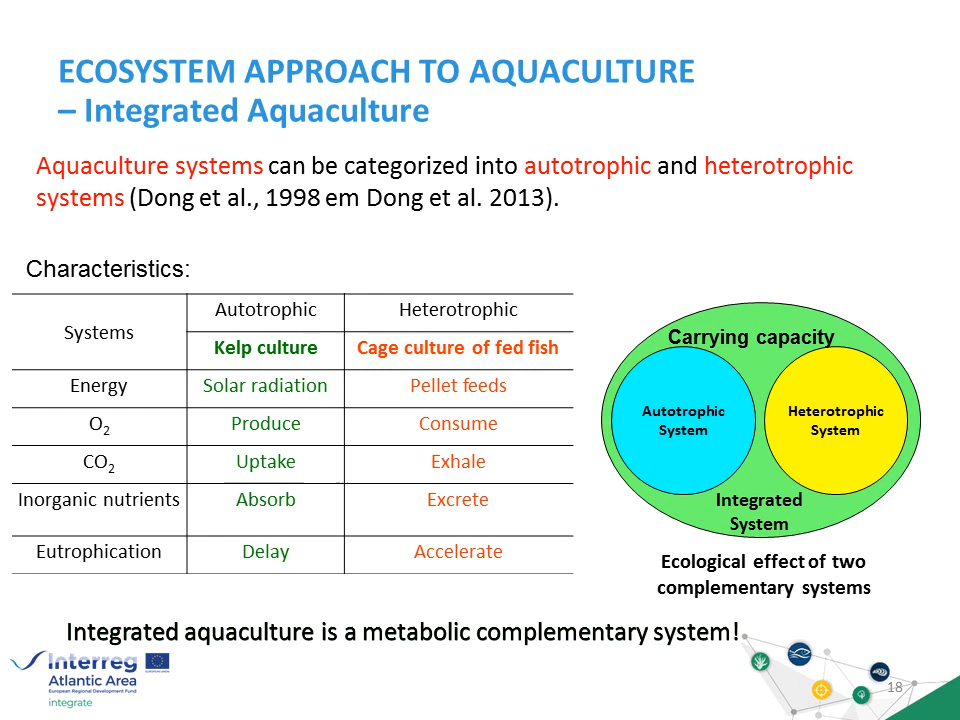 ECOSYSTEM APPROACH TO AQUACULTURE
– Integrated Aquaculture
Aquaculture systems can be categorized into autotrophic and heterotrophic
systems (Dong et al., 1998 em Dong et al. 2013).
Characteristics:
Systems
Autotrophic
Heterotrophic
Kelp culture
Cage culture of fed fish
Energy
Solar radiation
Pellet feeds
O2
Produce
Consume
CO2
Uptake
Exhale
Inorganic nutrients
Absorb
Excrete
Eutrophication
Delay
Accelerate
Carrying capacity
Autotrophic
System
Heterotrophic
System
Integrated
System
Ecological effect of two
complementary systems
Integrated aquaculture is a metabolic complementary system!
Interreg
Atlantic Area
European Regional Development Fund
integrate
EUROPEAN UNION
18